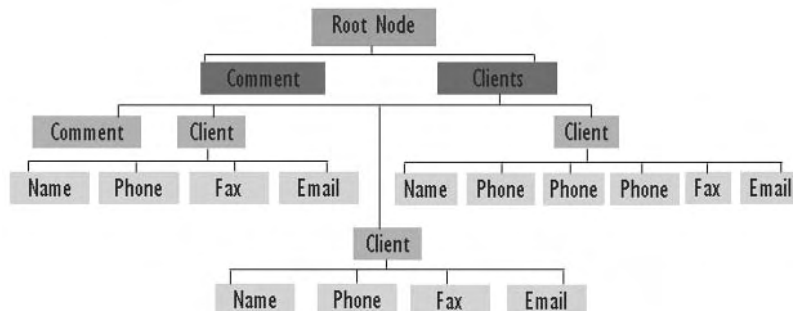 Root Node
Comment Clients
Comment Client Client
Name Phone Fax Email Name Phone Phone Phone Fax Email
Client
Name Phone Fax Email